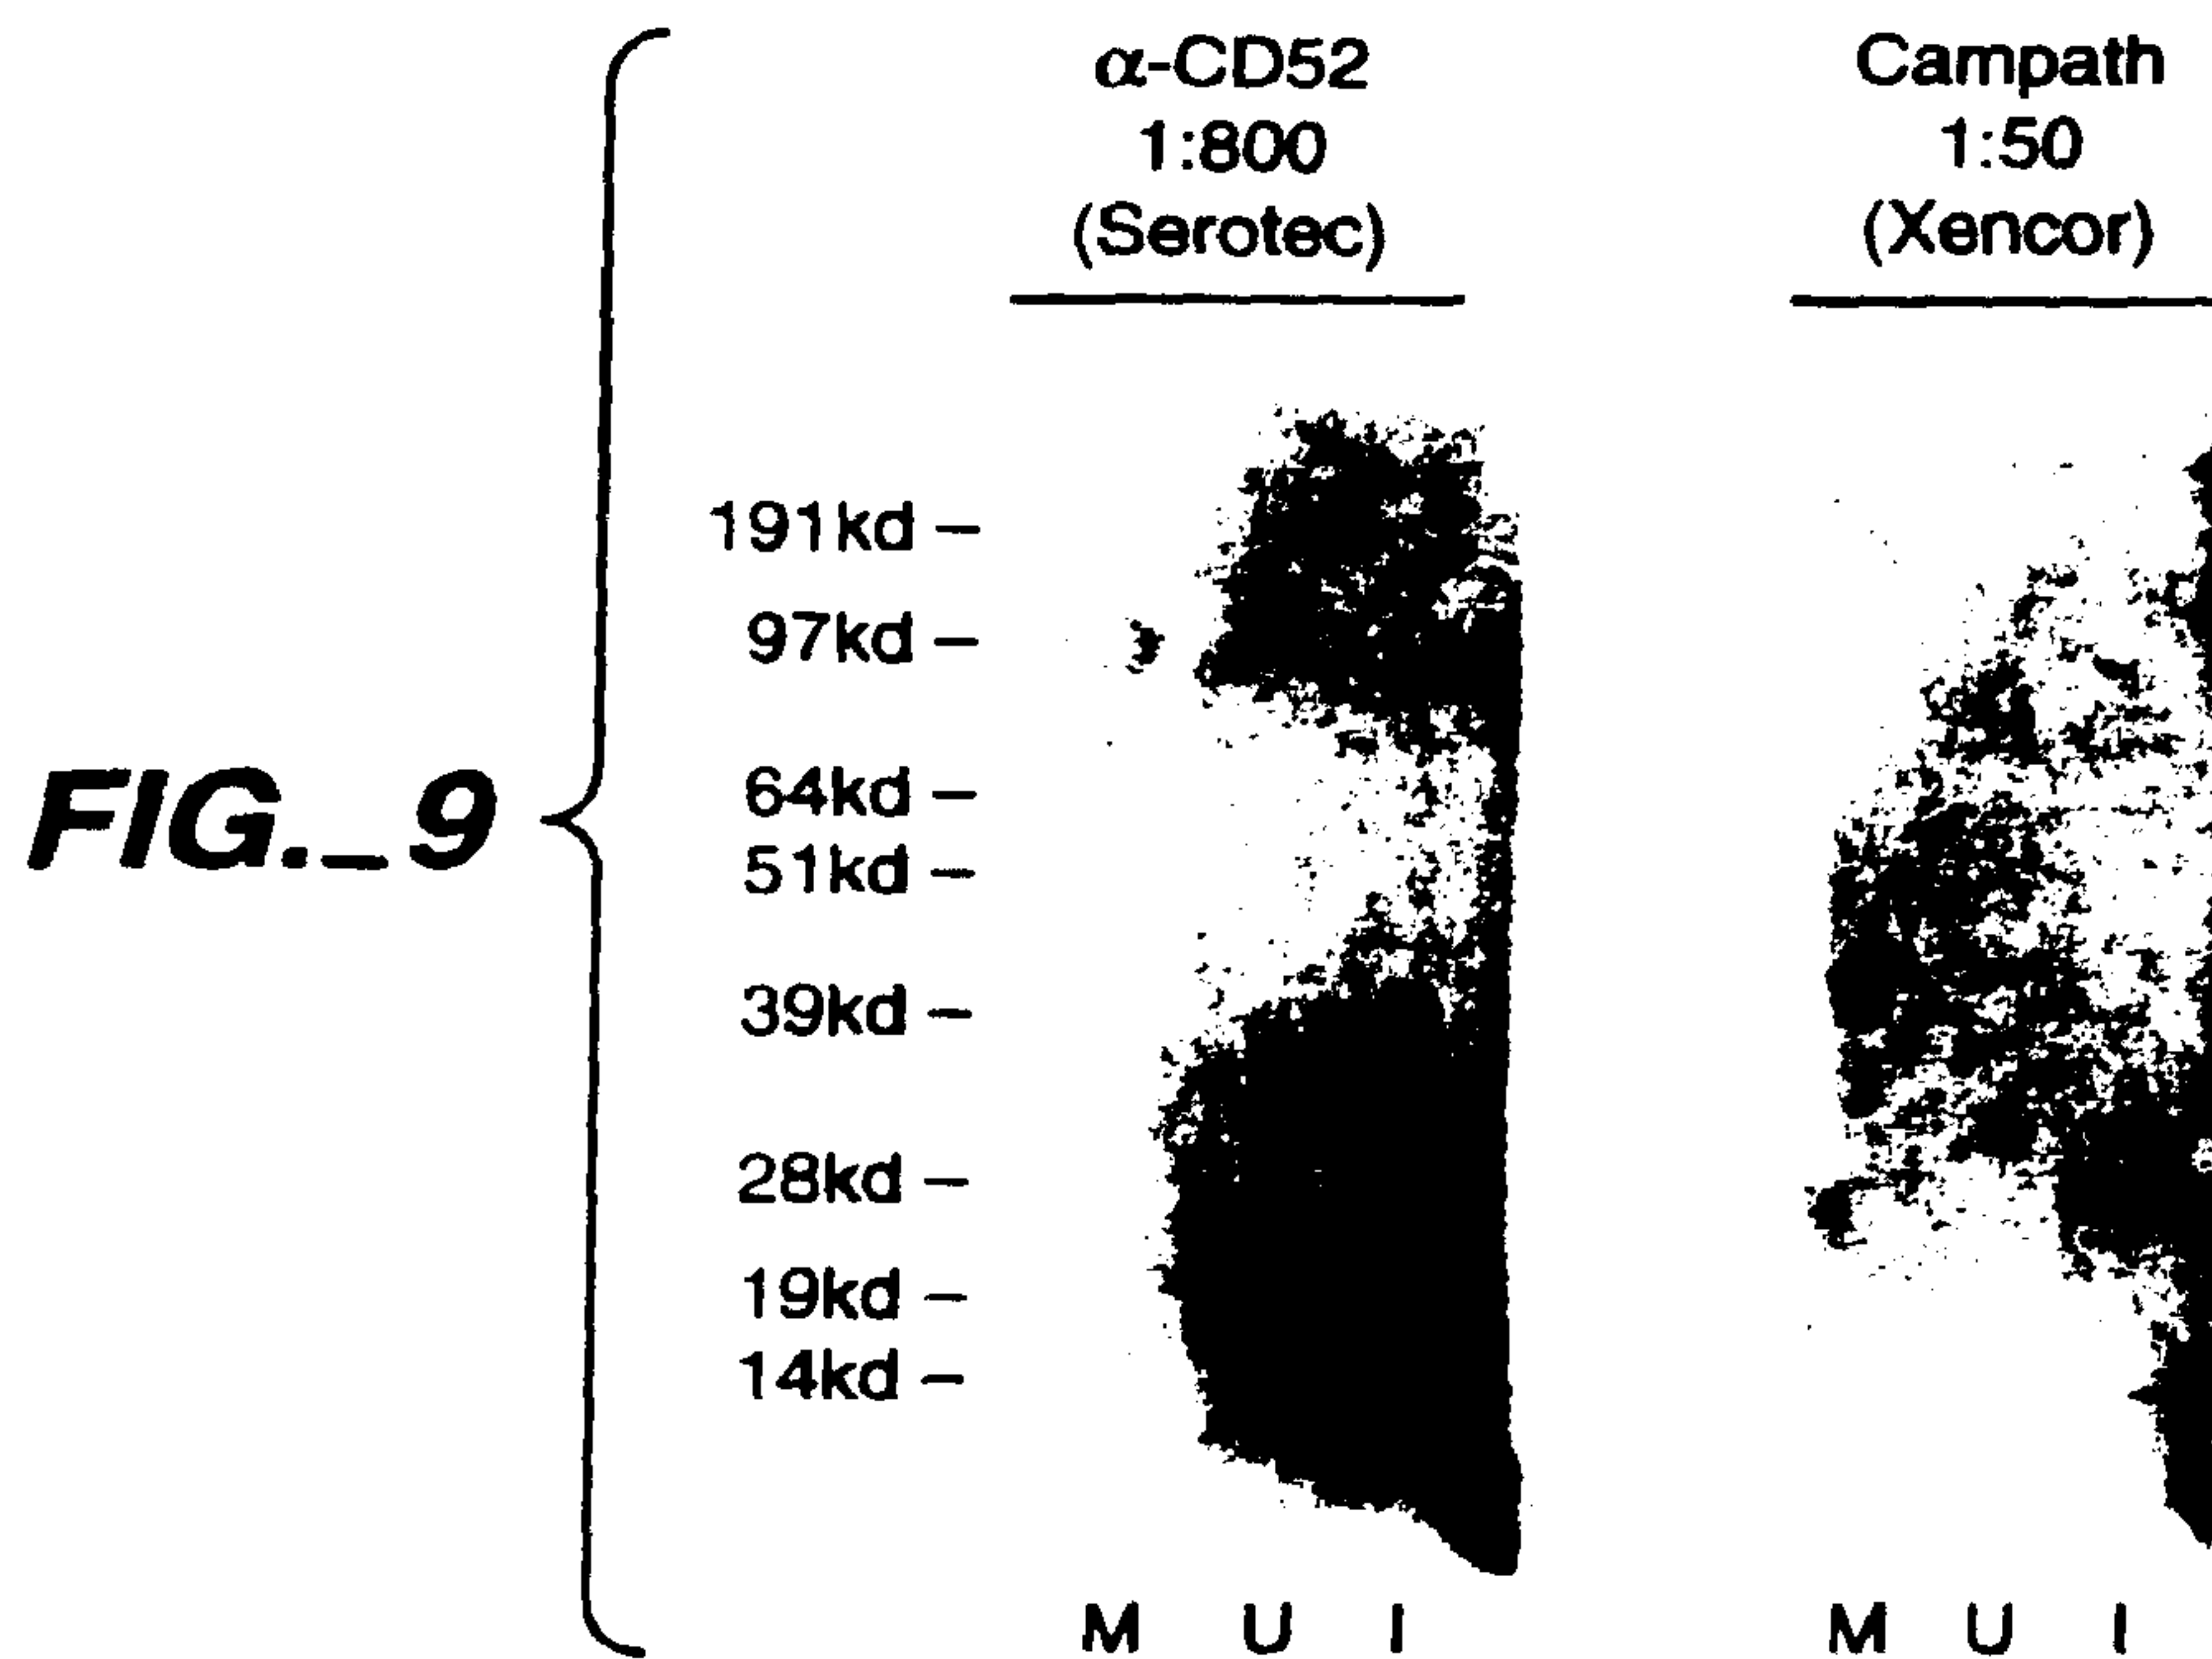 α-CD52
1:800
(Serotec)
Campath
1:50
(Xencor)
191kd
97kd
64kd
51kd
39kd
28kd
19kd
14kd
FIG._9
M U I
M U I